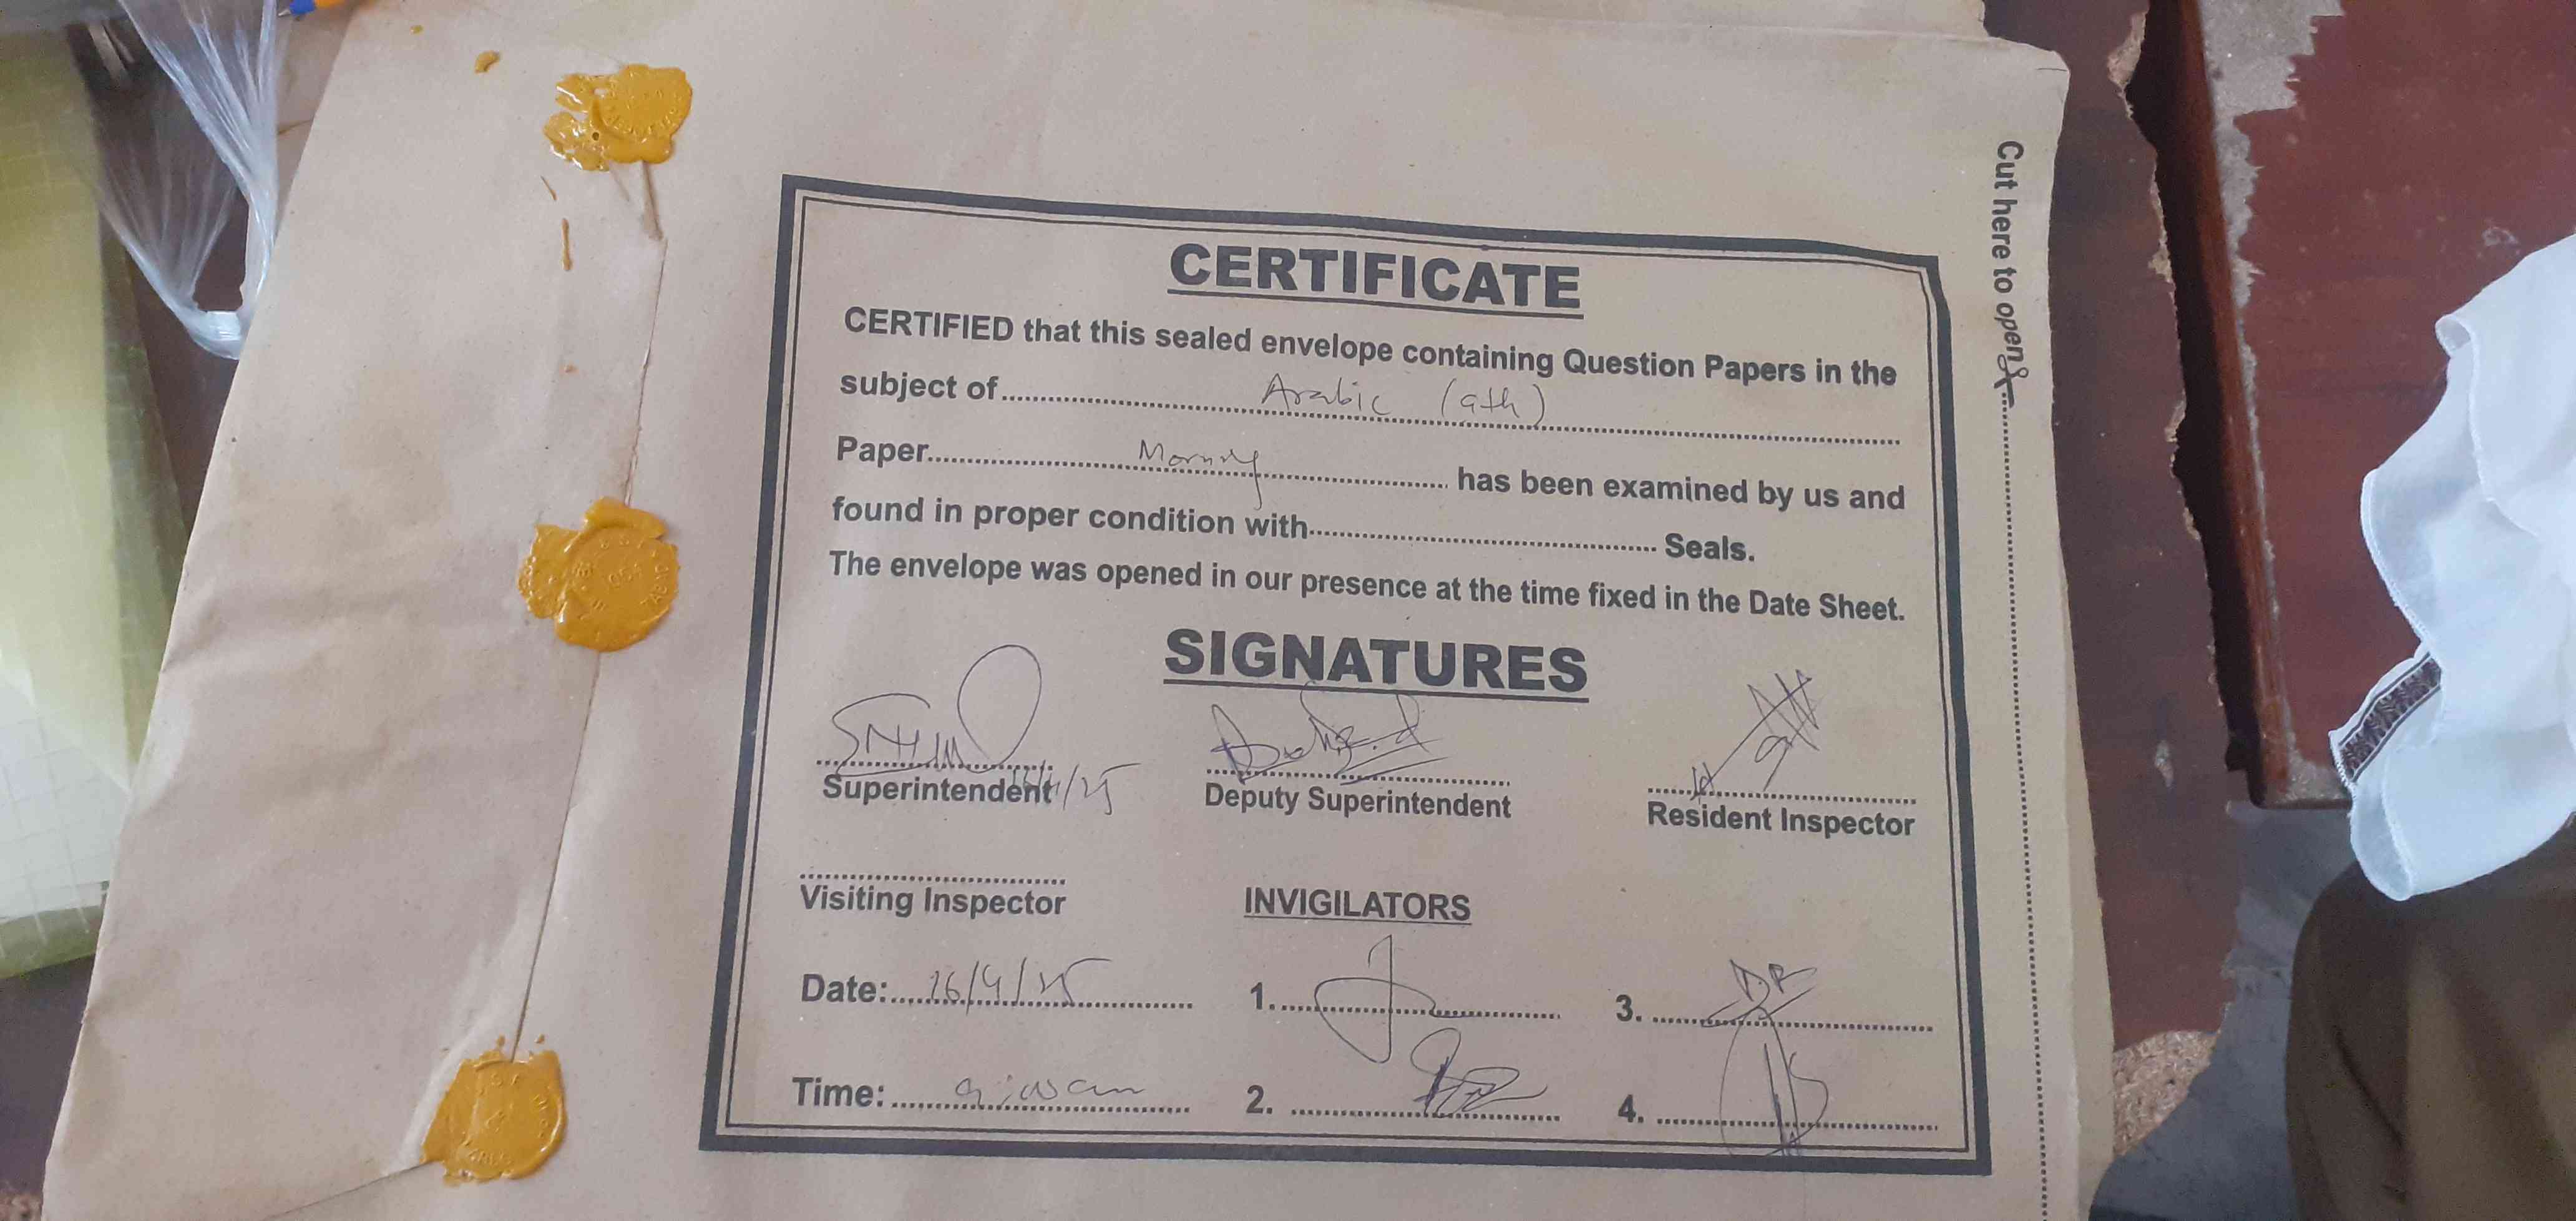 Cut here to open
CERTIFICATE
CERTIFIED that this sealed envelope containing Question Papers in the
subject of Arabic (9th)
Paper Morning has been examined by us and
found in proper condition with Seals.
The envelope was opened in our presence at the time fixed in the Date Sheet.
SIGNATURES
Superintendent Deputy Superintendent Resident Inspector
Visiting Inspector INVIGILATORS
Date: 16/4/25 1. 3.
Time: 2. 4.